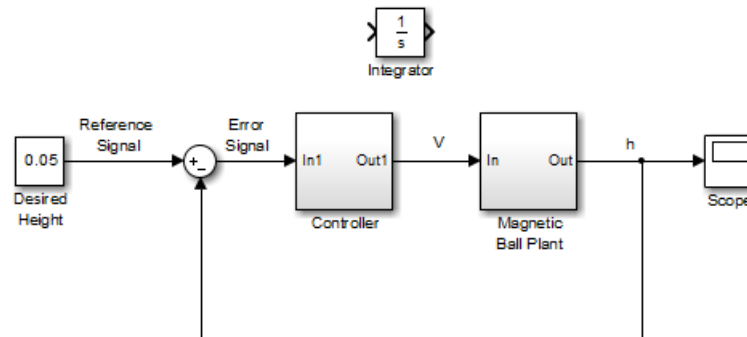 1
s
Integrator
Reference
Signal
Error
Signal
0.05
+
−
In1
Out1
V
In
Out
h
Desired
Height
Controller
Magnetic
Ball Plant
Scope